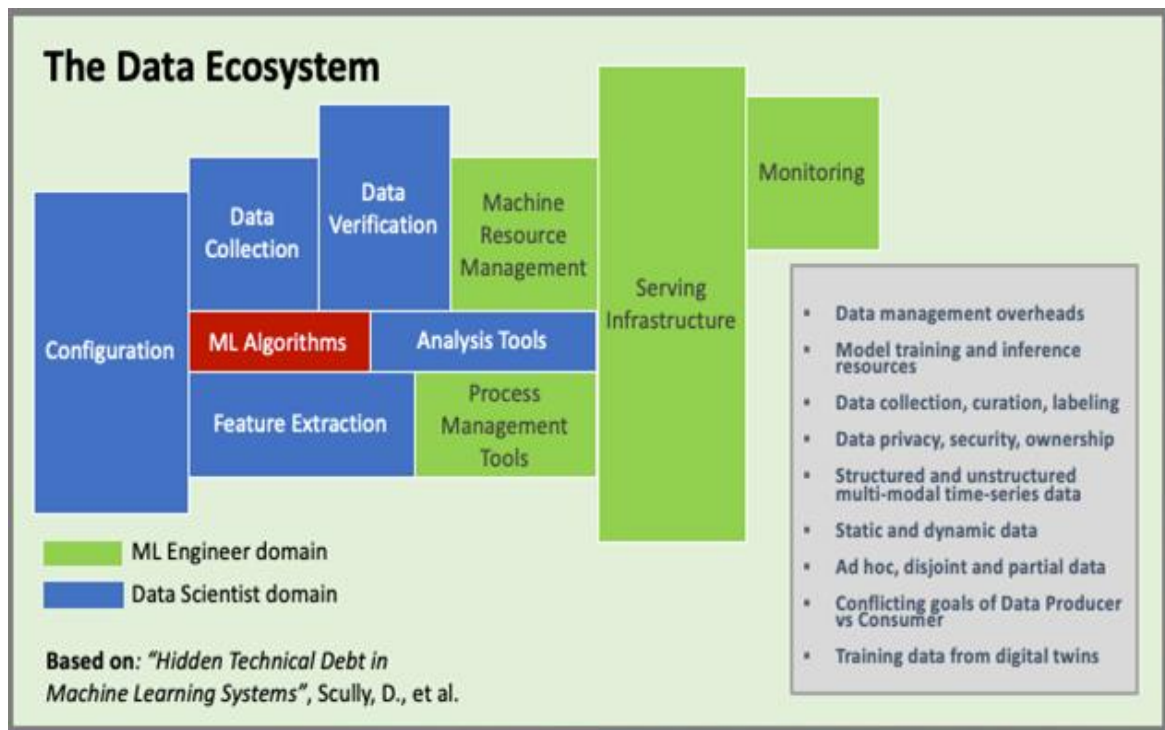 The Data Ecosystem
Configuration
Data
Collection
Data
Verification
Machine
Resource
Management
ML Algorithms
Analysis Tools
Feature Extraction
Process
Management
Tools
Serving
Infrastructure
Monitoring
ML Engineer domain
Data Scientist domain
Based on: “Hidden Technical Debt in
Machine Learning Systems”, Scully, D., et al.
▪ Data management overheads
▪ Model training and inference
resources
▪ Data collection, curation, labeling
▪ Data privacy, security, ownership
▪ Structured and unstructured
multi-modal time-series data
▪ Static and dynamic data
▪ Ad hoc, disjoint and partial data
▪ Conflicting goals of Data Producer
vs Consumer
▪ Training data from digital twins